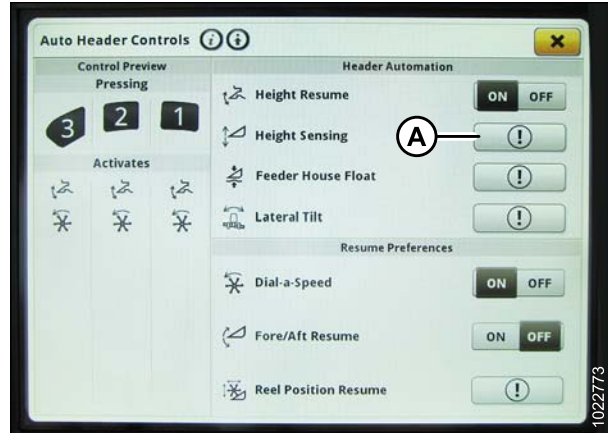 Auto Header Controls
Control Preview
Pressing
3 2 1
Activates
Header Automation
Height Resume ON OFF
Height Sensing ! A
Feeder House Float !
Lateral Tilt !
Resume Preferences
Dial-a-Speed ON OFF
Fore/Aft Resume ON OFF
Reel Position Resume !
1022773